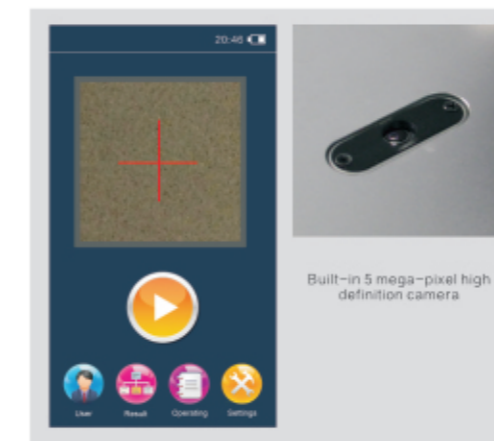 20:46
User
Result
Operating
Settings
Built-in 5 mega-pixel high
definition camera